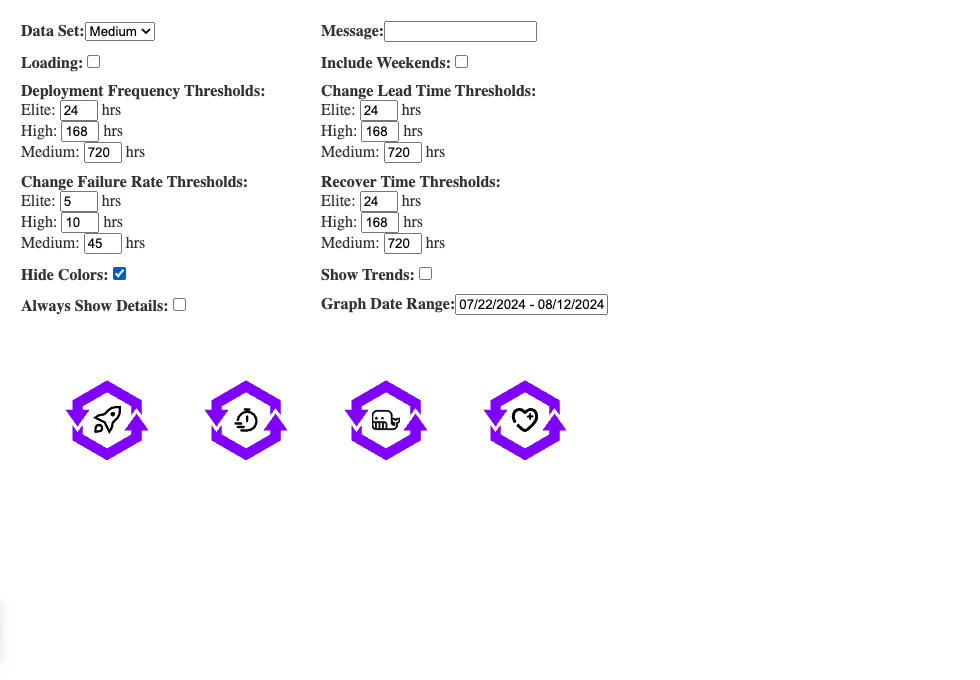 Data Set: Medium
Message:
Loading:
Include Weekends:
Deployment Frequency Thresholds:
Elite: 24 hrs
High: 168 hrs
Medium: 720 hrs
Change Lead Time Thresholds:
Elite: 24 hrs
High: 168 hrs
Medium: 720 hrs
Change Failure Rate Thresholds:
Elite: 5 hrs
High: 10 hrs
Medium: 45 hrs
Recover Time Thresholds:
Elite: 24 hrs
High: 168 hrs
Medium: 720 hrs
Hide Colors:
Show Trends:
Always Show Details:
Graph Date Range: 07/22/2024 - 08/12/2024